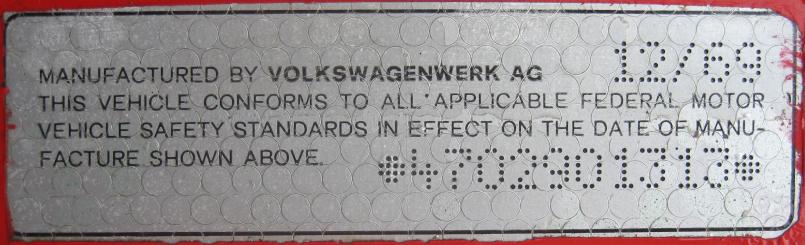 12/69
MANUFACTURED BY VOLKSWAGENWERK AG
THIS VEHICLE CONFORMS TO ALL APPLICABLE FEDERAL MOTOR
VEHICLE SAFETY STANDARDS IN EFFECT ON THE DATE OF MANU-
FACTURE SHOWN ABOVE.
*4702901313*